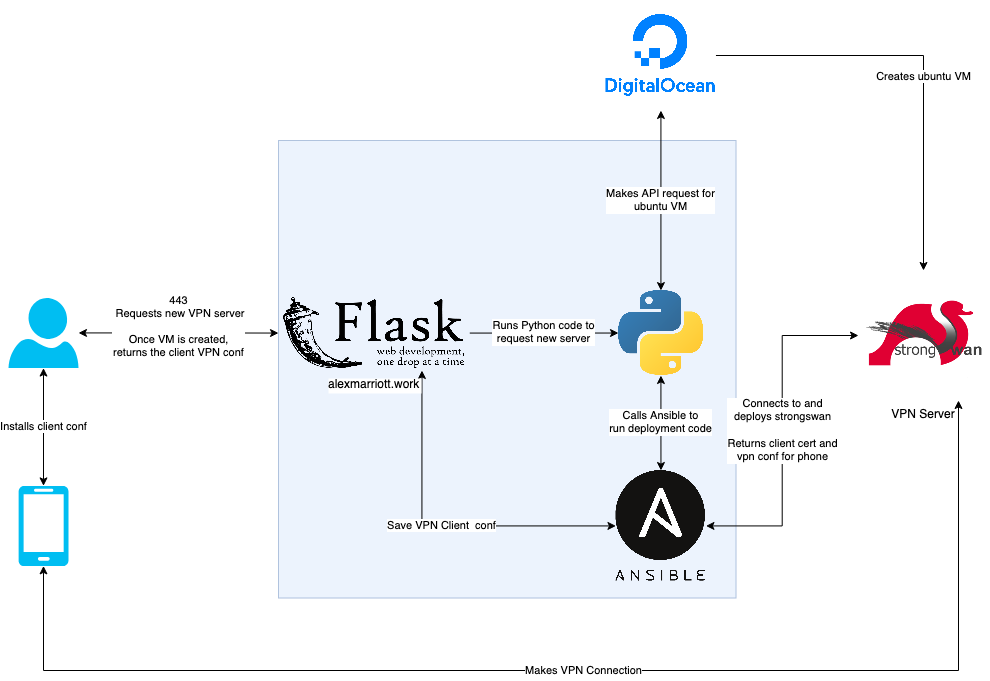 DigitalOcean
Creates ubuntu VM
Makes API request for
ubuntu VM
443
Requests new VPN server
Once VM is created,
returns the client VPN conf
Flask
web development,
one drop at a time
alexmarriott.work
Runs Python code to
request new server
strongswan
VPN Server
Connects to and
deploys strongswan
Returns client cert and
vpn conf for phone
Calls Ansible to
run deployment code
Installs client conf
Save VPN Client  conf
ANSIBLE
Makes VPN Connection